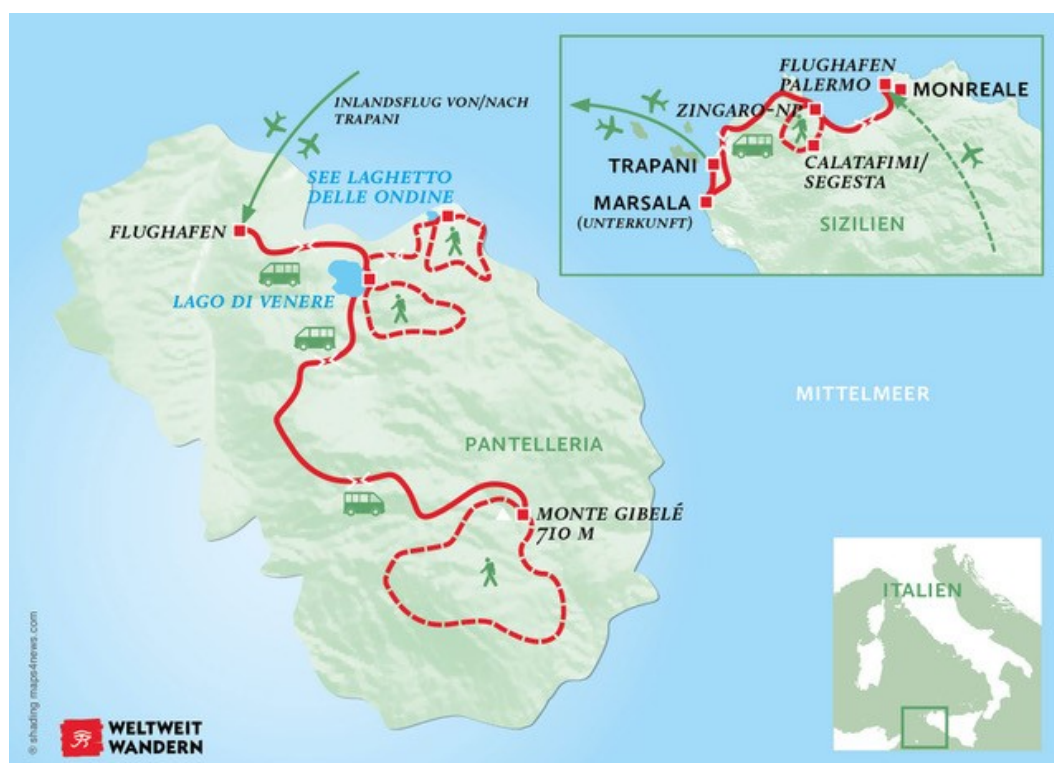 INLANDSFLUG VON/NACH
TRAPANI
SEE LAGHETTO
DELLE ONDINE
FLUGHAFEN
LAGO DI VENERE
PANTELLERIA
MONTE GIBELÉ
710 M
FLUGHAFEN
PALERMO
MONREALE
ZINGARO-NP
TRAPANI
CALATAFIMI/
SEGESTA
MARSALA
(UNTERKUNFT)
SIZILIEN
MITTELMEER
ITALIEN
® shading maps4news.com
WELTWEIT
WANDERN